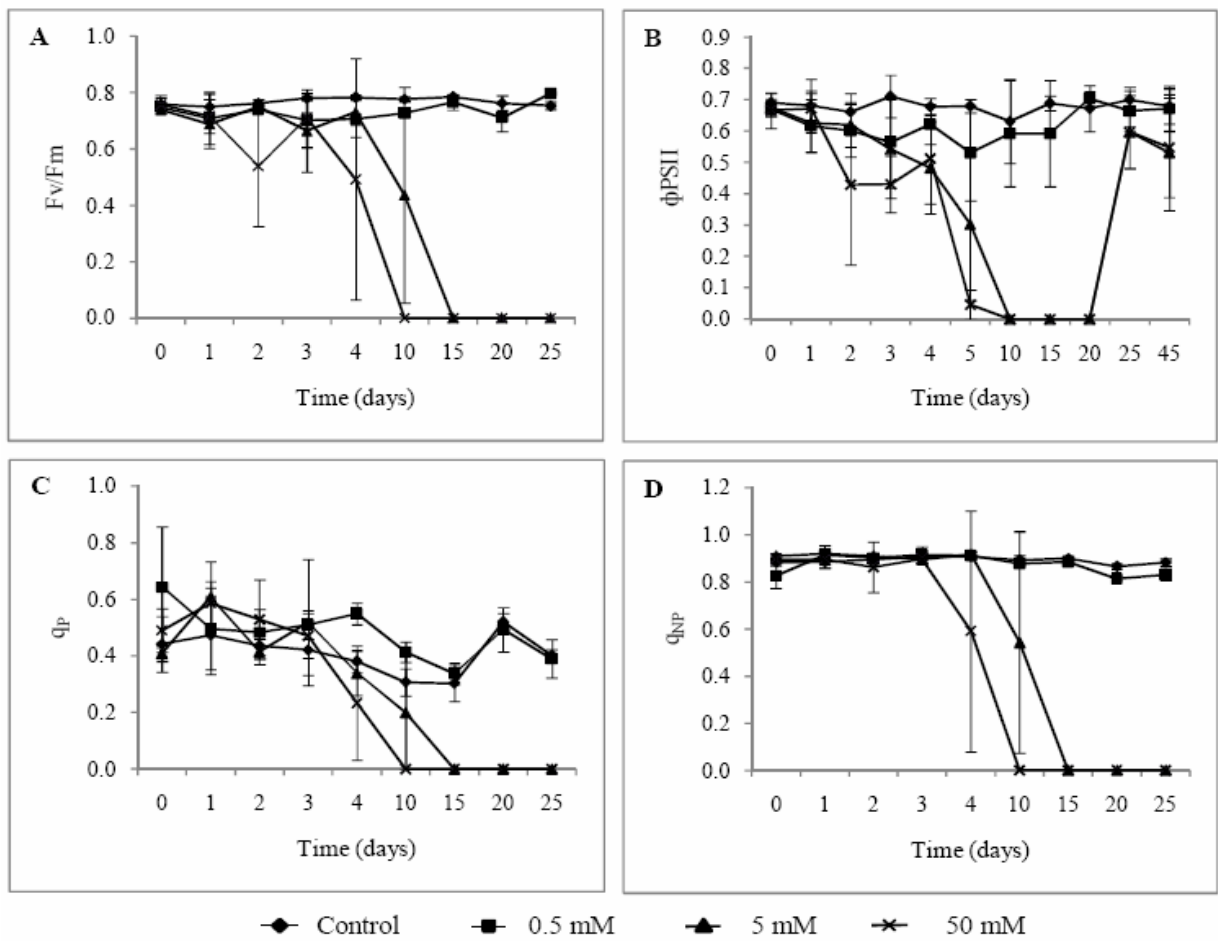 A
Fv/Fm
1.0
0.8
0.6
0.4
0.2
0.0
0 1 2 3 4 10 15 20 25
Time (days)
B
ϕPSII
0.9
0.8
0.7
0.6
0.5
0.4
0.3
0.2
0.1
0.0
0 1 2 3 4 5 10 15 20 25 45
Time (days)
C
qP
1.0
0.8
0.6
0.4
0.2
0.0
0 1 2 3 4 10 15 20 25
Time (days)
D
qNP
1.2
1.0
0.8
0.6
0.4
0.2
0.0
0 1 2 3 4 10 15 20 25
Time (days)
Control 0.5 mM 5 mM 50 mM